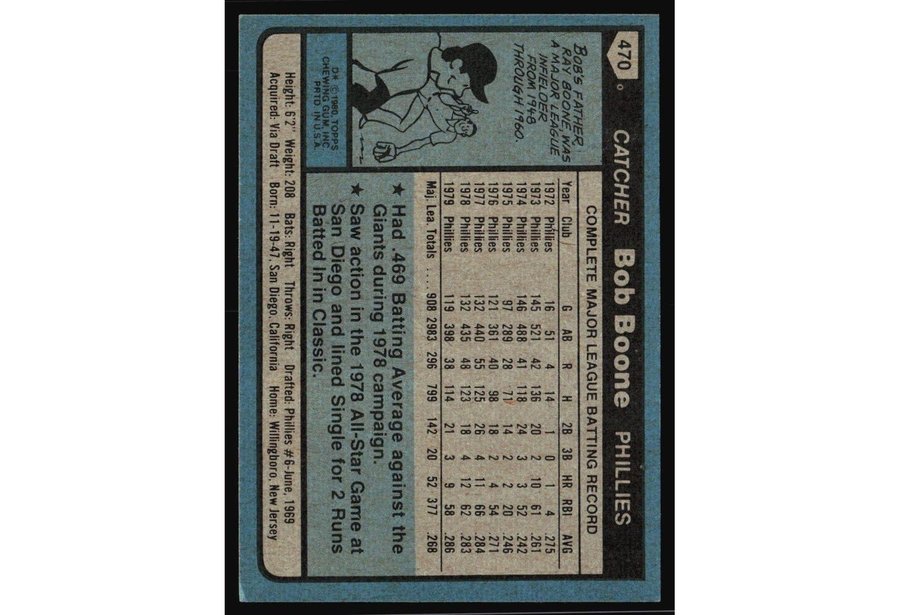 470
CATCHER Bob Boone PHILLIES
BOB'S FATHER
RAY BOONE WAS
A MAJOR LEAGUE
INFIELDER
FROM 1948
THROUGH 1960.
D* © 1980, TOPPS
CHEWING GUM, INC.
PRTD. IN U.S.A.
COMPLETE MAJOR LEAGUE BATTING RECORD
Year Club G AB R H 2B 3B HR RBI AVG
1972 Phillies 16 51 4 14 1 0 1 4 .275
1973 Phillies 145 521 42 136 20 2 10 61 .261
1974 Phillies 146 488 41 118 24 3 3 52 .242
1975 Phillies 97 289 28 71 14 2 2 20 .246
1976 Phillies 121 361 40 98 18 2 4 54 .271
1977 Phillies 132 440 55 125 26 4 11 66 .284
1978 Phillies 132 435 48 123 18 4 12 62 .283
1979 Phillies 119 398 38 114 21 3 9 58 .286
Maj. Lea. Totals .... 908 2983 296 799 142 20 52 377 .268
★ Had .469 Batting Average against the
Giants during 1978 campaign.
★ Saw action in the 1978 All-Star Game at
San Diego and lined Single for 2 Runs
Batted In in Classic.
Height: 6'2" Weight: 208 Bats: Right Throws: Right Drafted: Phillies #6-June, 1969
Acquired: Via Draft Born: 11-19-47, San Diego, California Home: Willingboro, New Jersey